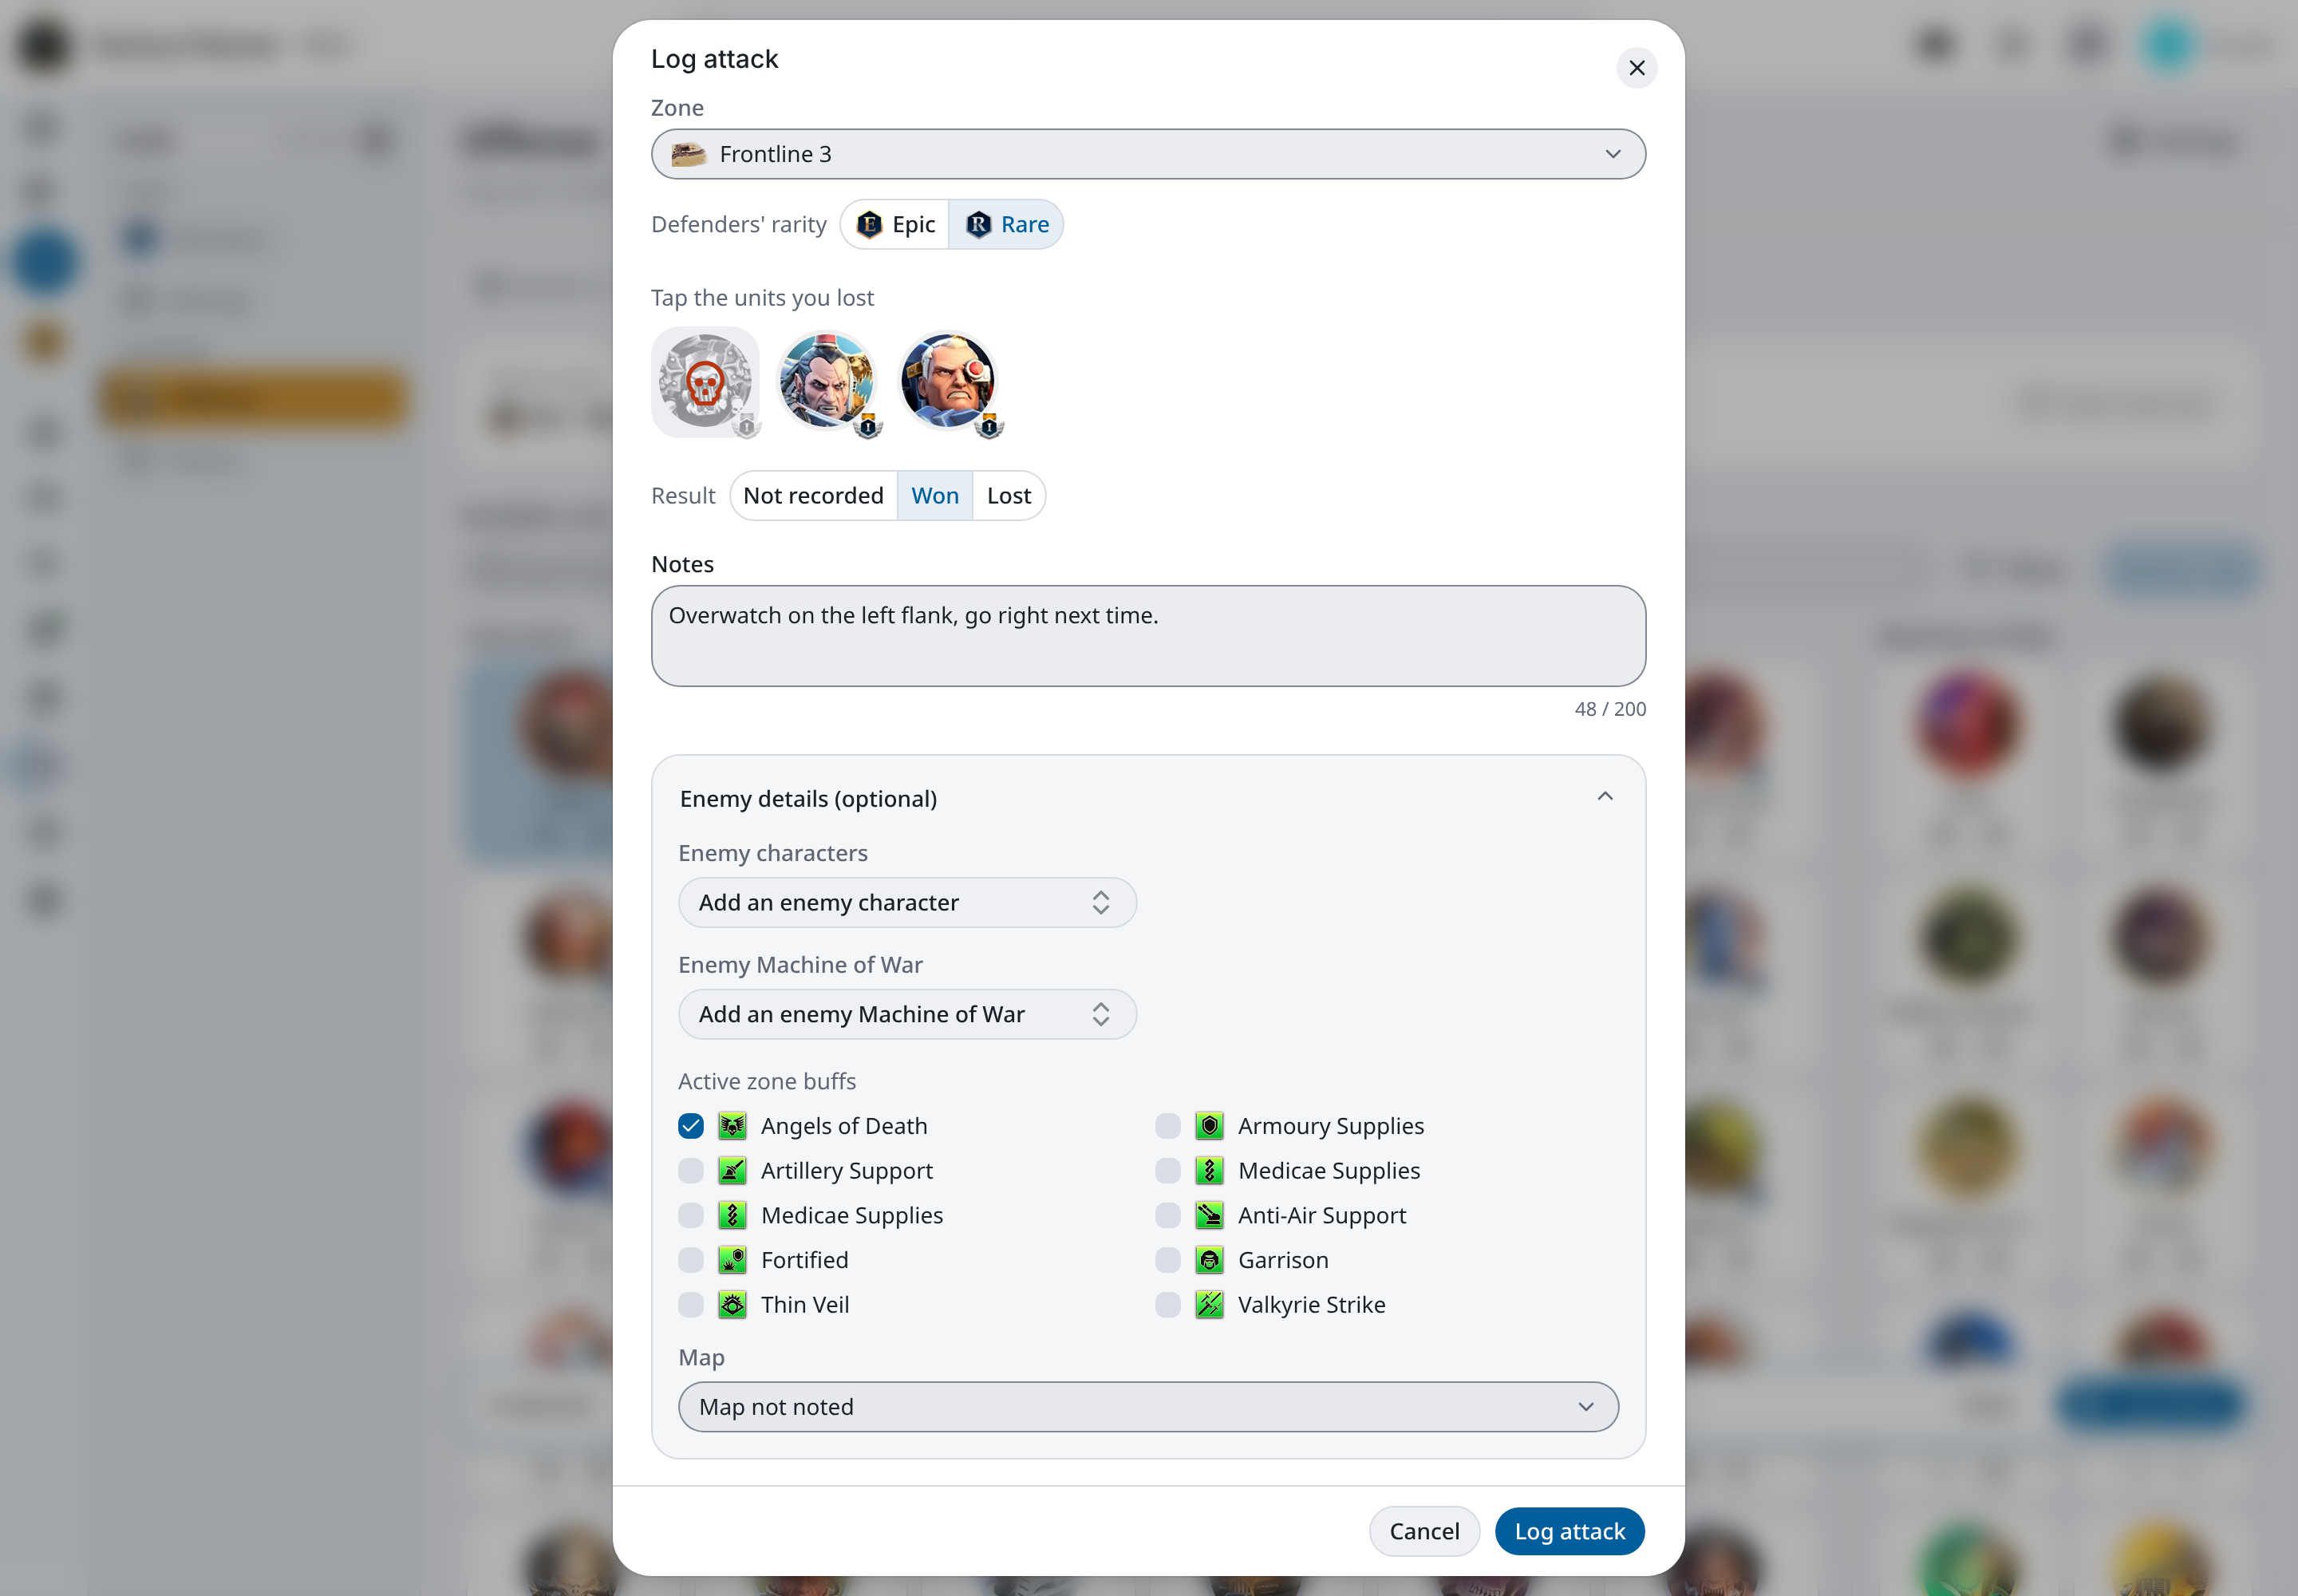 Log attack
Zone
Frontline 3
Defenders' rarity
E Epic
R Rare
Tap the units you lost
I
I
I
Result
Not recorded
Won
Lost
Notes
Overwatch on the left flank, go right next time.
48 / 200
Enemy details (optional)
Enemy characters
Add an enemy character
Enemy Machine of War
Add an enemy Machine of War
Active zone buffs
Angels of Death
Armoury Supplies
Artillery Support
Medicae Supplies
Medicae Supplies
Anti-Air Support
Fortified
Garrison
Thin Veil
Valkyrie Strike
Map
Map not noted
Cancel
Log attack